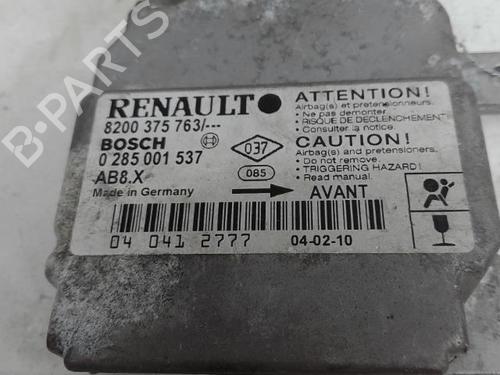 RENAULT
8200 375 763/---
BOSCH
0 285 001 537
AB8.X
Made in Germany
037
085
AVANT
ATTENTION!
Airbag(s) et pretensionneurs.
- Ne pas demonter.
- RISQUE DE DECLENCHEMENT!
- Consulter la notice.
CAUTION!
Airbag(s) and pretensioners.
- Do not remove.
- TRIGGERING HAZARD!
- Read manual.
04 041 2777
04-02-10
B-PARTS